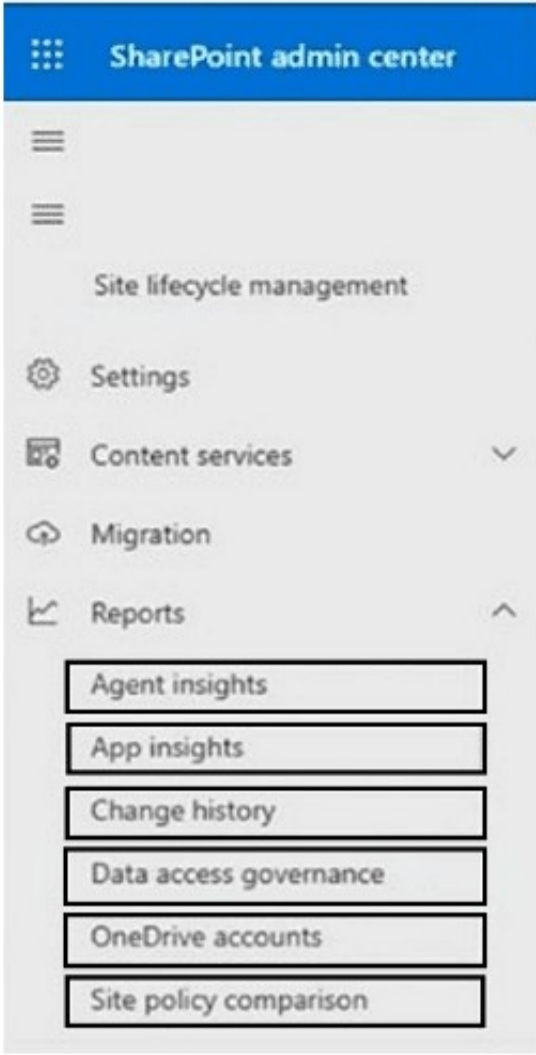 SharePoint admin center
Site lifecycle management
Settings
Content services
Migration
Reports
Agent insights
App insights
Change history
Data access governance
OneDrive accounts
Site policy comparison